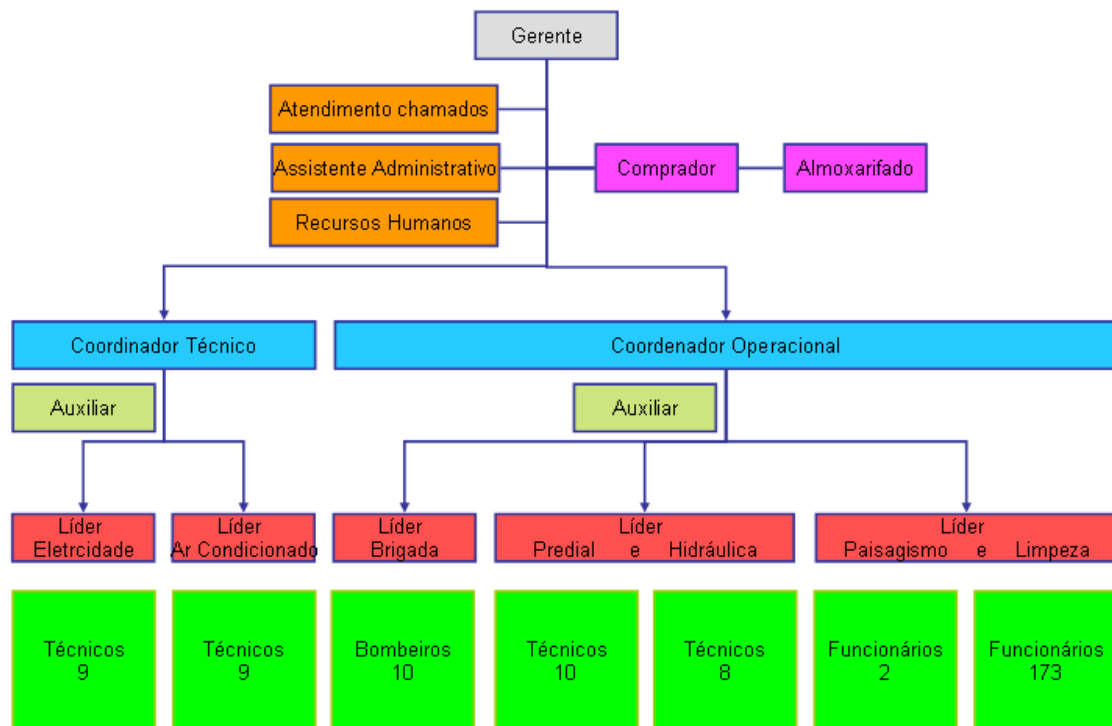 Gerente
Atendimento chamados
Assistente Administrativo
Comprador
Almoxarifado
Recursos Humanos
Coordinador Técnico
Coordenador Operacional
Auxiliar
Auxiliar
Líder
Eletrcidade
Líder
Ar Condicionado
Líder
Brigada
Líder
Predial e Hidráulica
Líder
Paisagismo e Limpeza
Técnicos
9
Técnicos
9
Bombeiros
10
Técnicos
10
Técnicos
8
Funcionários
2
Funcionários
173